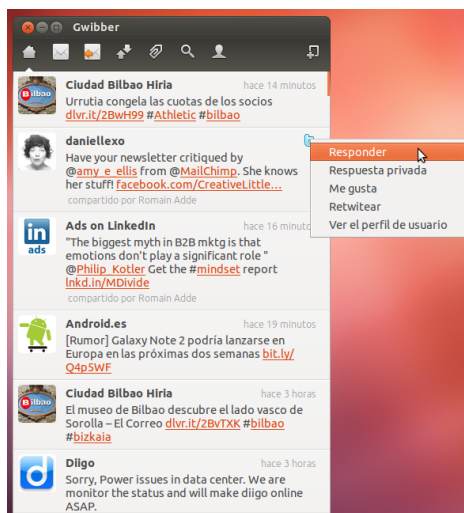 Gwibber
Ciudad Bilbao Hiria hace 14 minutos
Urrutia congela las cuotas de los socios
dlvr.it/2BwH99 #Athletic #bilbao
daniellexo
Have your newsletter critiqued by
@amy_e_ellis from @MailChimp. She knows
her stuff! facebook.com/CreativeLittle...
compartido por Romain Adde
Responder
Respuesta privada
Me gusta
Retwitear
Ver el perfil de usuario
Ads on LinkedIn hace 16 minutos
"The biggest myth in B2B mktg is that
emotions don't play a significant role "
@Philip_Kotler Get the #mindset report
lnkd.in/MDivide
compartido por Romain Adde
Android.es hace 19 minutos
[Rumor] Galaxy Note 2 podría lanzarse en
Europa en las próximas dos semanas bit.ly/
Q4p5WF
Ciudad Bilbao Hiria hace 3 horas
El museo de Bilbao descubre el lado vasco de
Sorolla – El Correo dlvr.it/2BvTXK #bilbao
#bizkaia
Diigo hace 3 horas
Sorry, Power issues in data center. We are
monitor the status and will make diigo online
ASAP.
Bilbao
in
ads
Bilbao